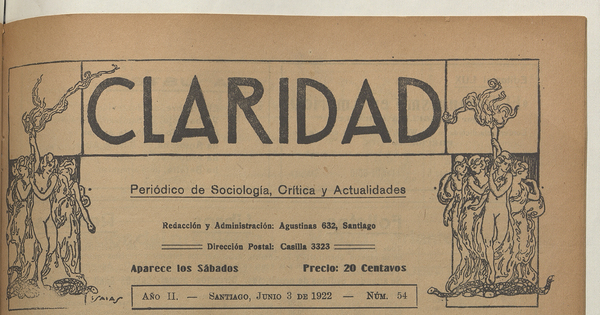 CLARIDAD
Periódico de Sociología, Crítica y Actualidades
Redacción y Administración: Agustinas 632, Santiago
Dirección Postal: Casilla 3323
Aparece los Sábados Precio: 20 Centavos
AÑO II. — SANTIAGO, JUNIO 3 DE 1922 — NÚM. 54
ISAIAS